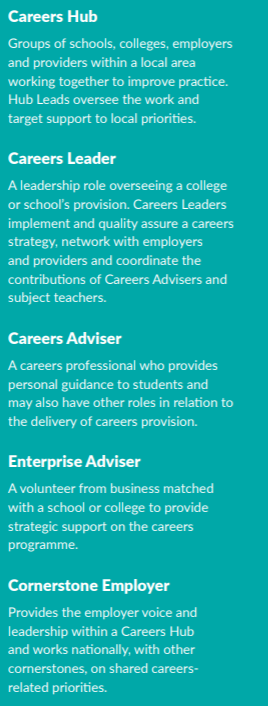 Careers Hub
Groups of schools, colleges, employers
and providers within a local area
working together to improve practice.
Hub Leads oversee the work and
target support to local priorities.
Careers Leader
A leadership role overseeing a college
or school's provision. Careers Leaders
implement and quality assure a careers
strategy, network with employers
and providers and coordinate the
contributions of Careers Advisers and
subject teachers.
Careers Adviser
A careers professional who provides
personal guidance to students and
may also have other roles in relation to
the delivery of careers provision.
Enterprise Adviser
A volunteer from business matched
with a school or college to provide
strategic support on the careers
programme.
Cornerstone Employer
Provides the employer voice and
leadership within a Careers Hub
and works nationally, with other
cornerstones, on shared careers-
related priorities.